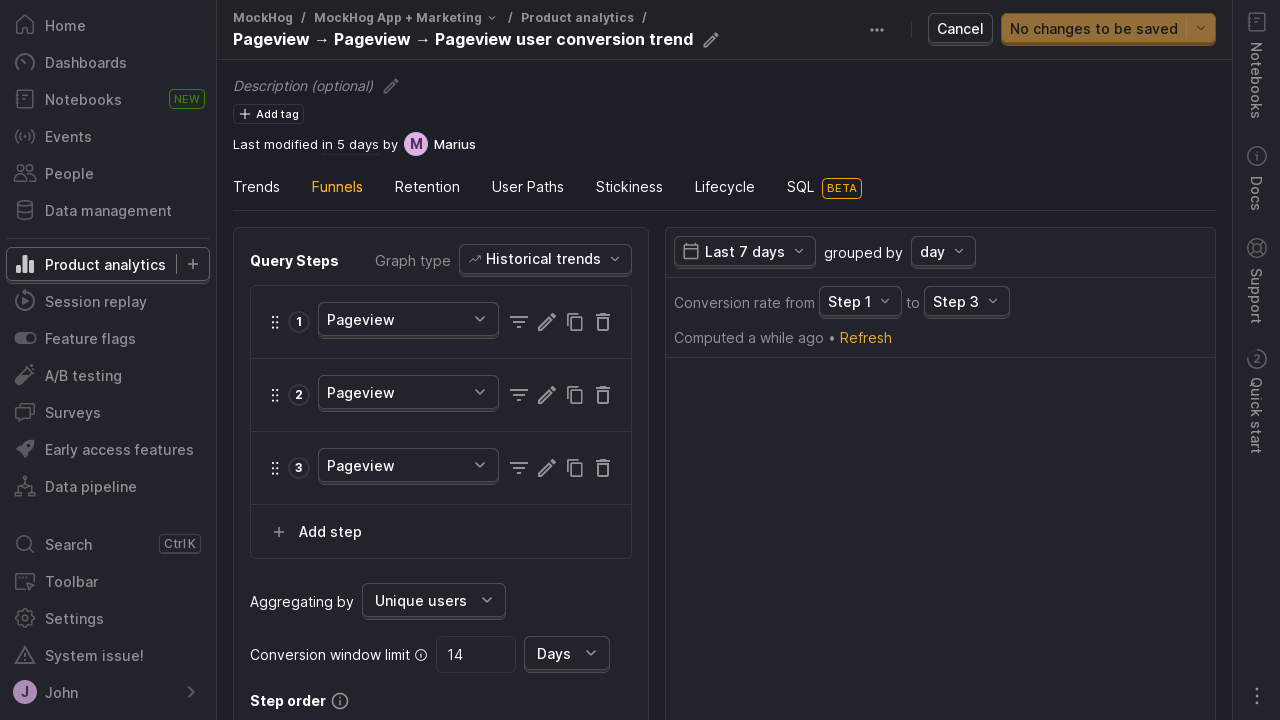 Home
Dashboards
Notebooks NEW
Events
People
Data management
Product analytics
Session replay
Feature flags
A/B testing
Surveys
Early access features
Data pipeline
Search Ctrl K
Toolbar
Settings
System issue!
J John
MockHog / MockHog App + Marketing / Product analytics /
Pageview → Pageview → Pageview user conversion trend
Cancel
No changes to be saved
Description (optional)
Add tag
Last modified in 5 days by M Marius
Trends Funnels Retention User Paths Stickiness Lifecycle SQL BETA
Query Steps Graph type Historical trends
1 Pageview
2 Pageview
3 Pageview
Add step
Aggregating by Unique users
Conversion window limit 14 Days
Step order
Last 7 days grouped by day
Conversion rate from Step 1 to Step 3
Computed a while ago • Refresh
Notebooks
Docs
Support
2 Quick start